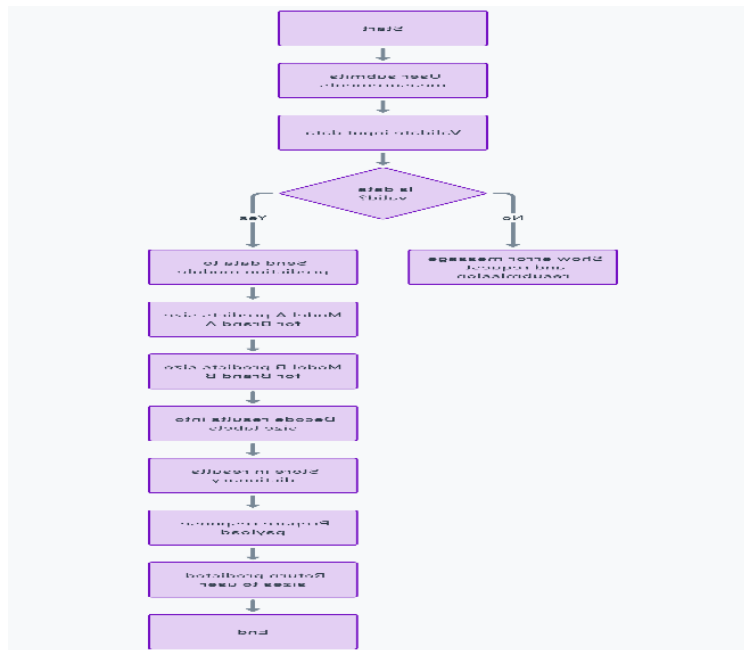 Start
User submits
measurements
Validate input data
Is data
valid?
Yes
No
Send data to
prediction module
Show error message
and request
resubmission
Model A predicts size
for Brand A
Model B predicts size
for Brand B
Decode results into
size labels
Store in results
dictionary
Prepare response
payload
Return predicted
sizes to user
End